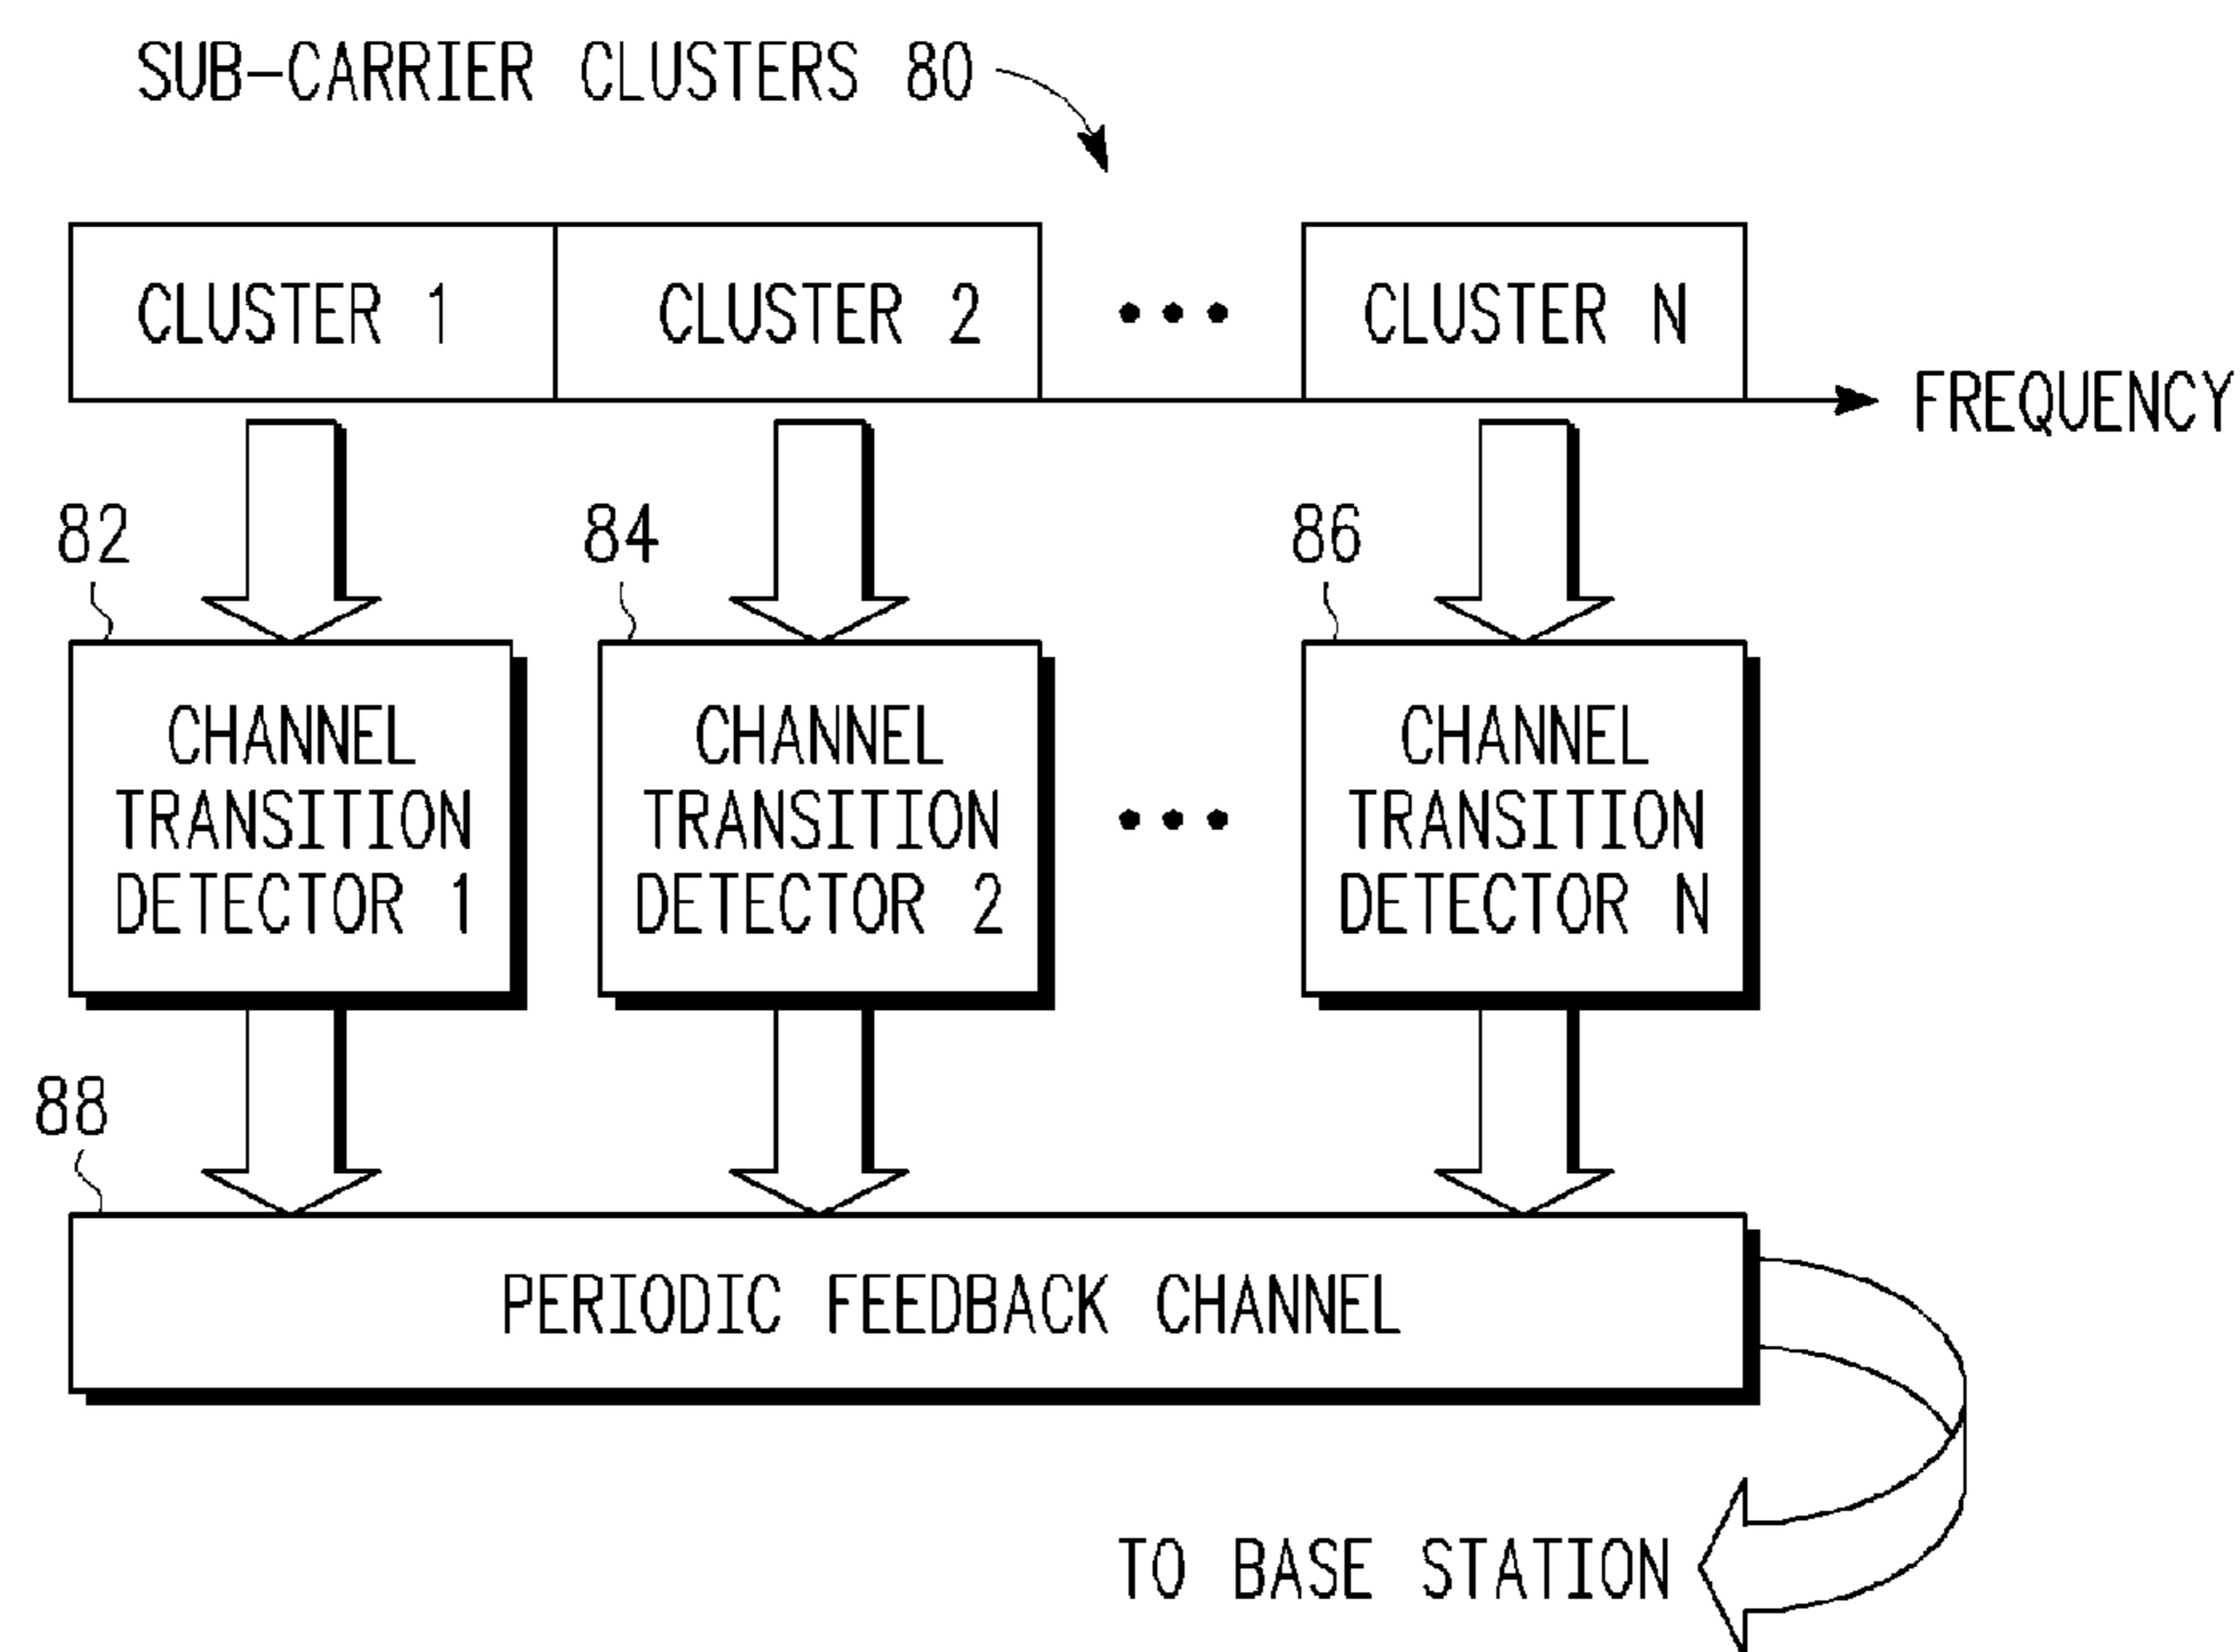 SUB-CARRIER CLUSTERS 80
CLUSTER 1
CLUSTER 2
CLUSTER N
FREQUENCY
82
84
86
CHANNEL
TRANSITION
DETECTOR 1
CHANNEL
TRANSITION
DETECTOR 2
CHANNEL
TRANSITION
DETECTOR N
88
PERIODIC FEEDBACK CHANNEL
TO BASE STATION